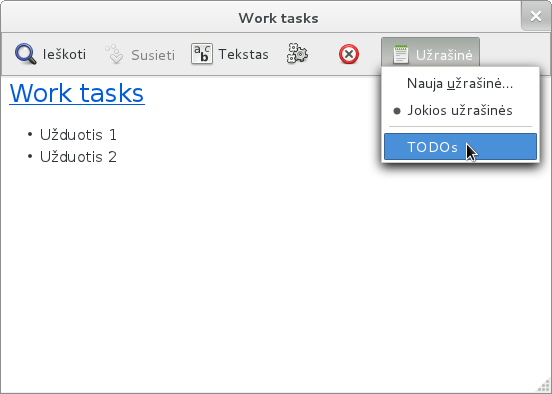 Work tasks
Ieškoti Susieti a,c b Tekstas Užrašinė
Nauja užrašinė...
Work tasks
Jokios užrašinės
• Užduotis 1
TODOs
• Užduotis 2